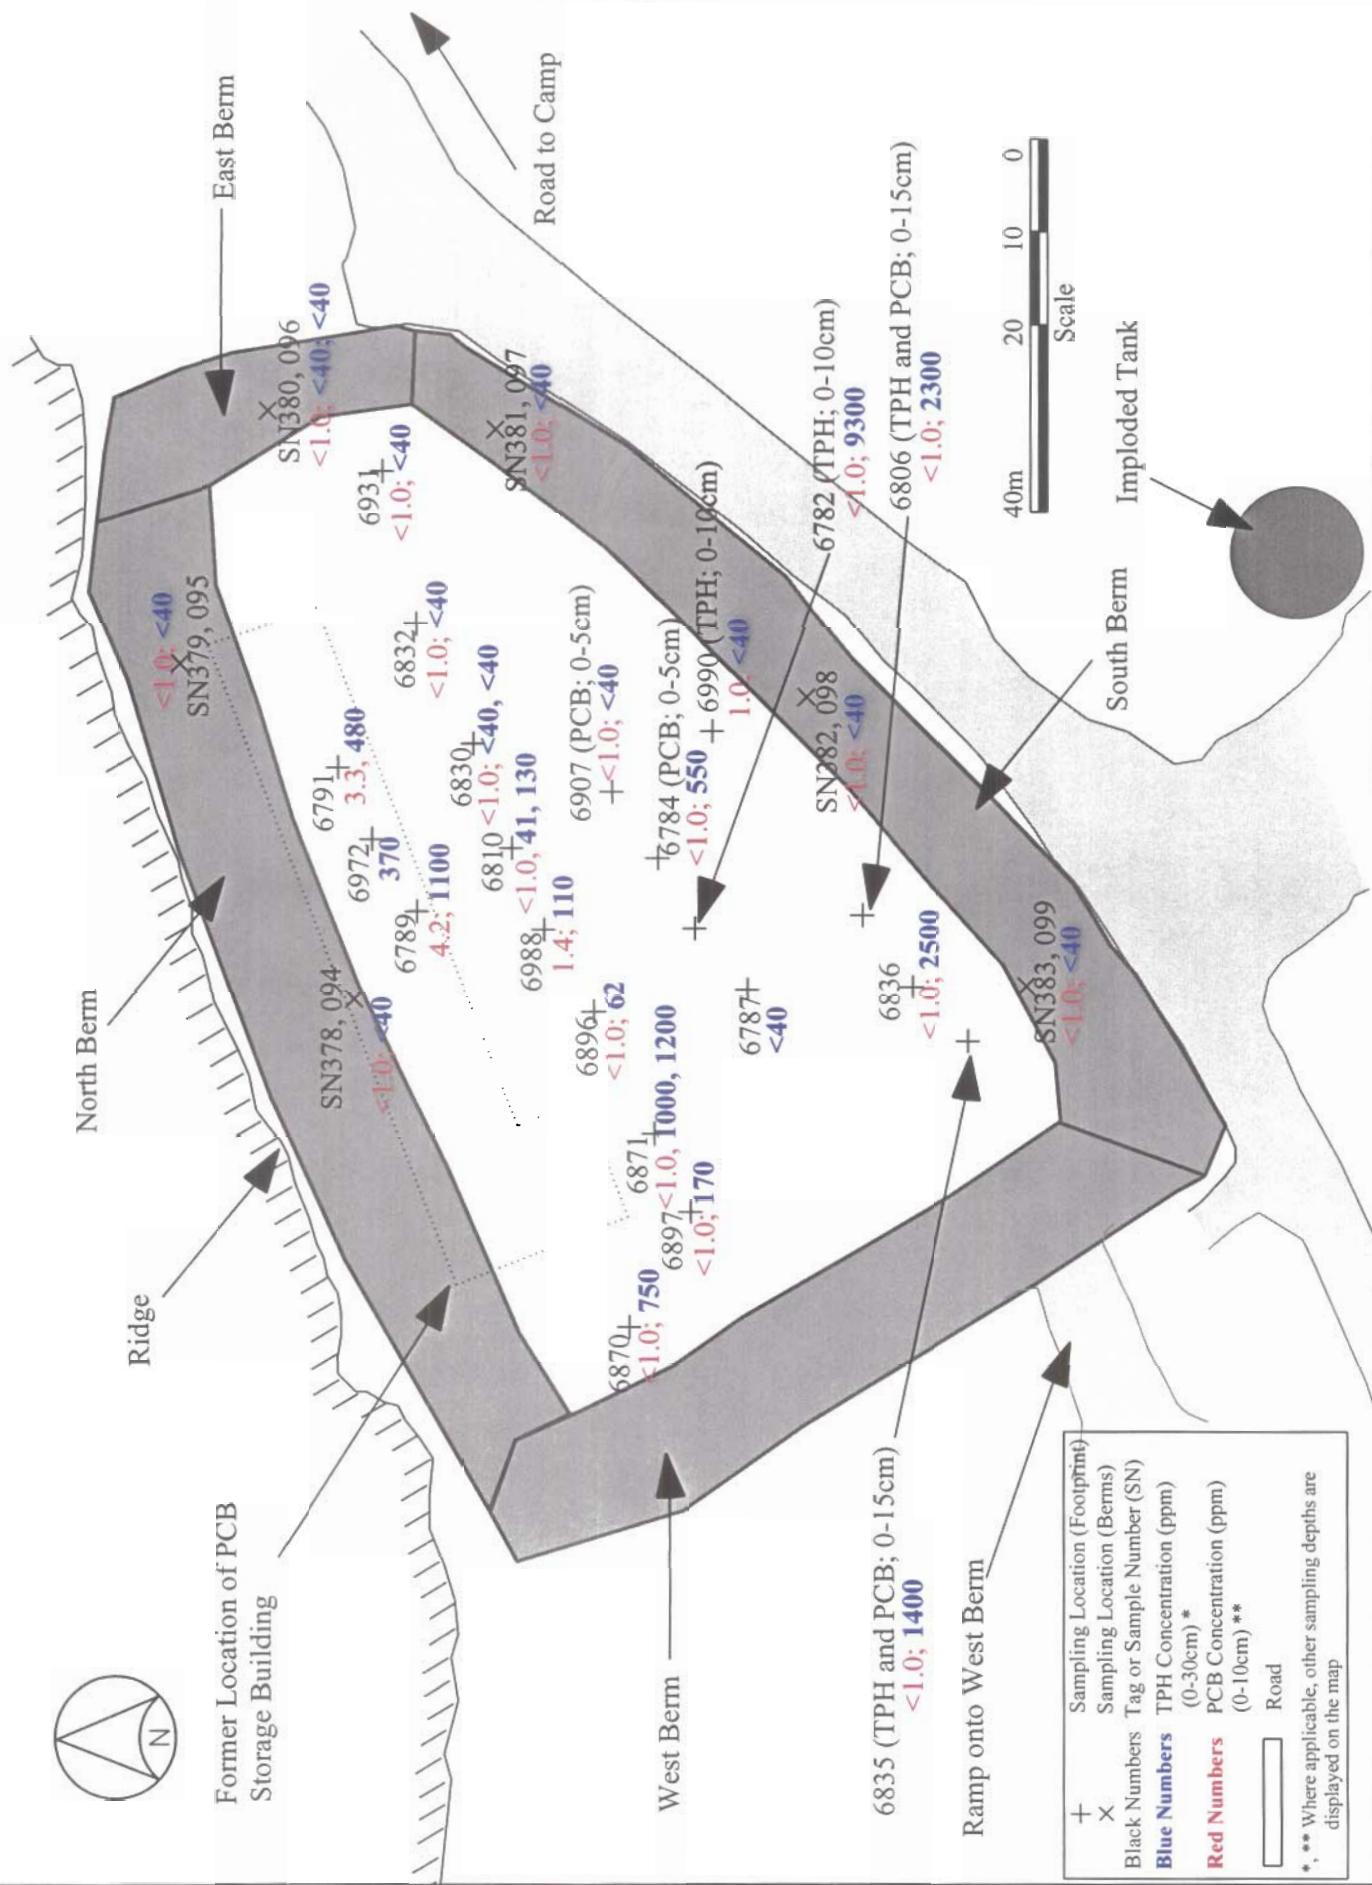 N
Former Location of PCB
Storage Building
Ridge
North Berm
East Berm
Road to Camp
SN378, 094
<1.0; <40
<1.0; <40
SN379, 095
SN380, 096
<1.0; <40; <40
SN381, 097
<1.0; <40
6931
<1.0; <40
6832
<1.0; <40
6791
3.3, 480
6972
370
6789
4.2, 1100
6830
<1.0; <40, <40
6810
<1.0, 41, 130
6988
1.4; 110
6907 (PCB; 0-5cm)
<1.0; <40
6784 (PCB; 0-5cm)
<1.0; 550
6990 (TPH; 0-10cm)
1.0, <40
6782 (TPH; 0-10cm)
<1.0; 9300
6806 (TPH and PCB; 0-15cm)
<1.0; 2300
6896
<1.0; 62
6871
<1.0, 1000, 1200
6897
<1.0; 170
6870
<1.0; 750
6787
<40
6836
<1.0; 2500
SN382, 098
<1.0; <40
SN383, 099
<1.0; <40
West Berm
6835 (TPH and PCB; 0-15cm)
<1.0; 1400
Ramp onto West Berm
South Berm
Imploded Tank
40m 20 10 0
Scale
Sampling Location (Footprint)
Sampling Location (Berms)
Black Numbers Tag or Sample Number (SN)
Blue Numbers TPH Concentration (ppm)
(0-30cm) *
Red Numbers PCB Concentration (ppm)
(0-10cm) **
Road
*, ** Where applicable, other sampling depths are
displayed on the map